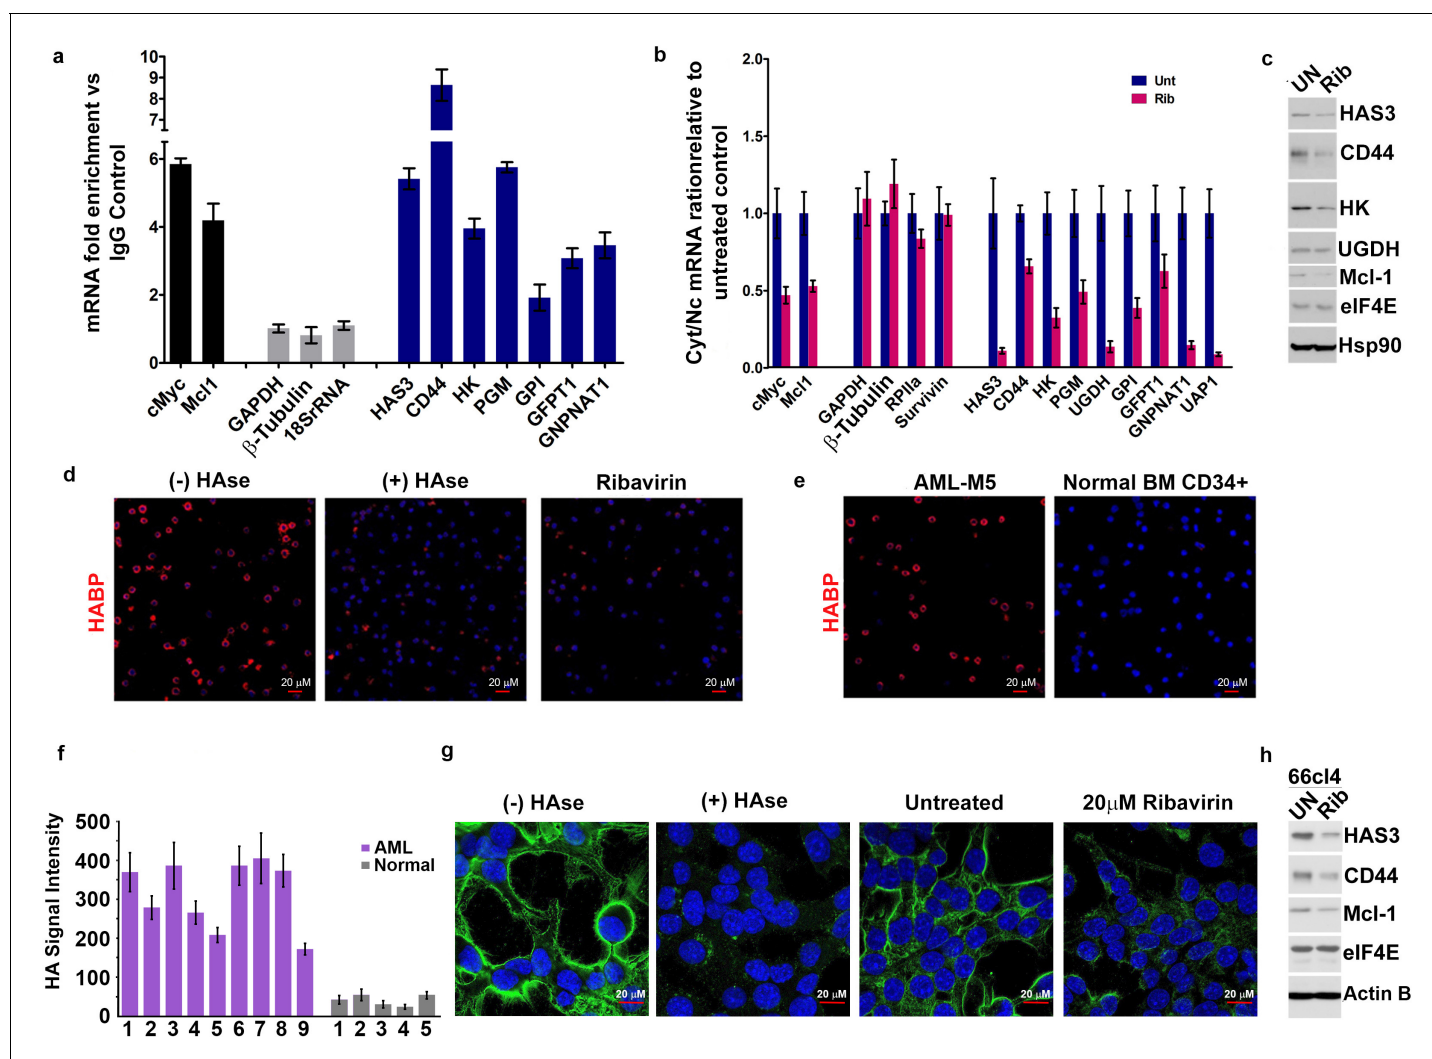 a
mRNA fold enrichment vs
IgG Control
10
9
8
7
6
4
2
0
cMyc
Mcl1
GAPDH
β-Tubulin
18SrRNA
HAS3
CD44
HK
PGM
GPI
GFPT1
GNPNAT1
b
Cyt/Nc mRNA rationrelative to
untreated control
2.0
1.5
1.0
0.5
0.0
Unt
Rib
cMyc
Mcl1
GAPDH
β-Tubulin
RPIIa
Survivin
HAS3
CD44
HK
PGM
UGDH
GPI
GFPT1
GNPNAT1
UAP1
c
UN Rib
HAS3
CD44
HK
UGDH
Mcl-1
eIF4E
Hsp90
d
(-) HAse
(+) HAse
Ribavirin
HABP
20 μM
20 μM
20 μM
e
AML-M5
Normal BM CD34+
HABP
20 μM
20 μM
f
HA Signal Intensity
500
400
300
200
100
0
AML
Normal
1 2 3 4 5 6 7 8 9 1 2 3 4 5
g
(-) HAse
(+) HAse
Untreated
20μM Ribavirin
20 μM
20 μM
20 μM
20 μM
h
66cl4
UN Rib
HAS3
CD44
Mcl-1
eIF4E
Actin B